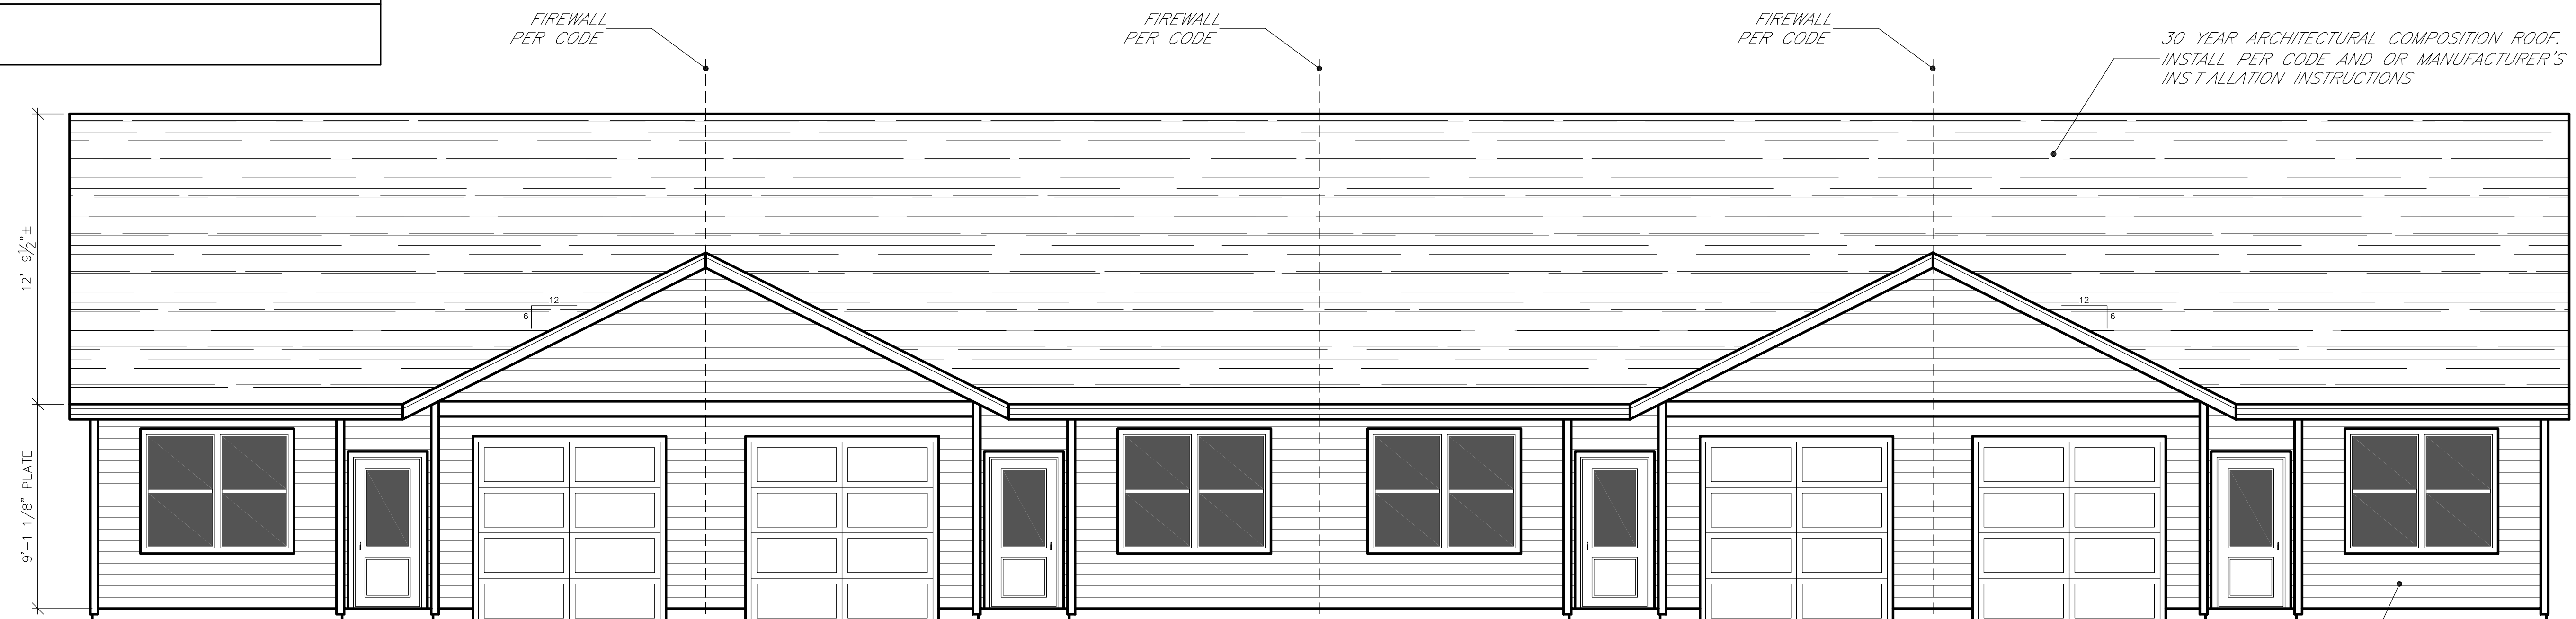 FIREWALL
PER CODE
FIREWALL
PER CODE
FIREWALL
PER CODE
30 YEAR ARCHITECTURAL COMPOSITION ROOF.
INSTALL PER CODE AND OR MANUFACTURER'S
INSTALLATION INSTRUCTIONS
12'-9½"±
12
6
12
6
9'-1 1/8" PLATE